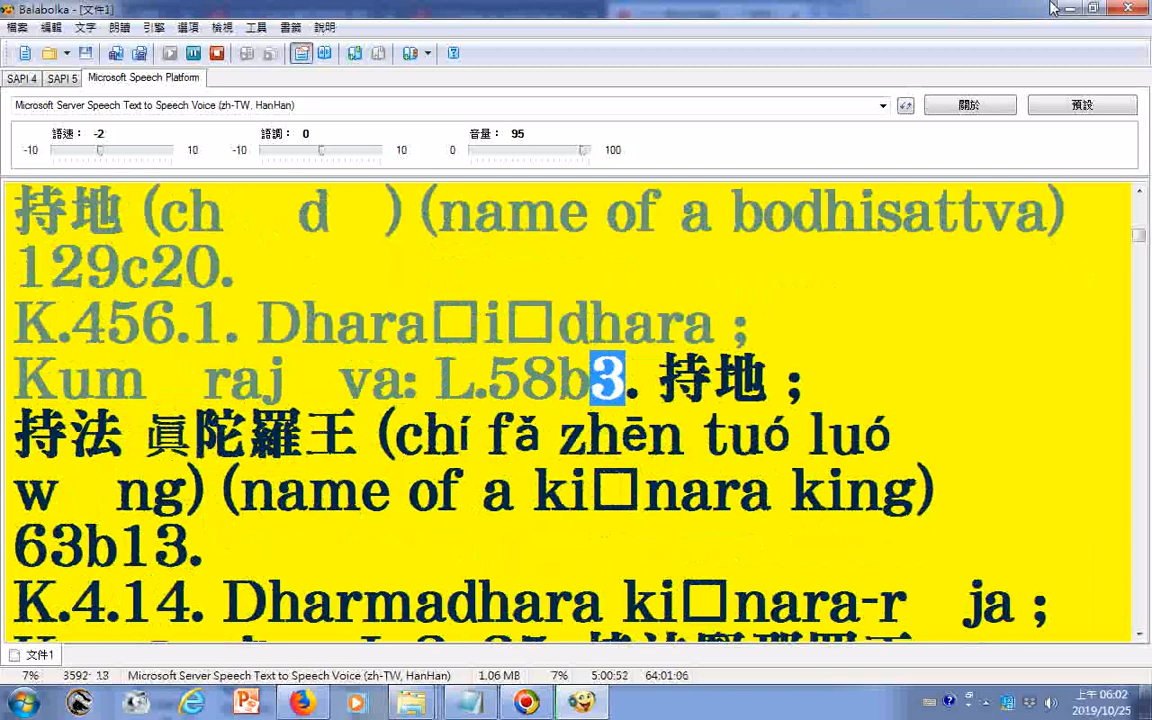 Balabolka - [文件1]
檔案 編輯 文字 朗讀 引擎 選項 檢視 工具 書籤 說明
SAPI 4 SAPI 5 Microsoft Speech Platform
Microsoft Server Speech Text to Speech Voice (zh-TW, HanHan) 關於 預設
語速： -2 語調： 0 音量： 95
-10 10 -10 10 0 100
持地 (ch d ) (name of a bodhisattva)
129c20.
K.456.1. Dhara□i□dhara ;
Kum raj va: L.58b3. 持地 ;
持法 眞陀羅王 (chí fǎ zhēn tuó luó
w ng) (name of a ki□nara king)
63b13.
K.4.14. Dharmadhara ki□nara-r ja ;
文件1
7% 3592: 13 Microsoft Server Speech Text to Speech Voice (zh-TW, HanHan) 1.06 MB 7% 5:00:52 64:01:06
上午 06:02
2019/10/25